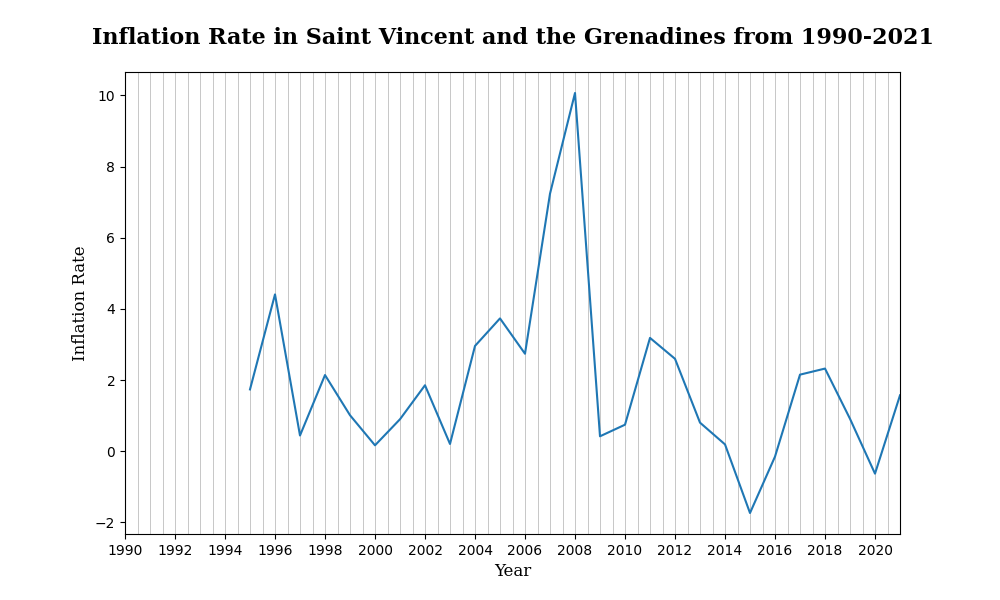 Inflation Rate in Saint Vincent and the Grenadines from 1990-2021
10
8
6
4
2
0
−2
Inflation Rate
1990 1992 1994 1996 1998 2000 2002 2004 2006 2008 2010 2012 2014 2016 2018 2020
Year